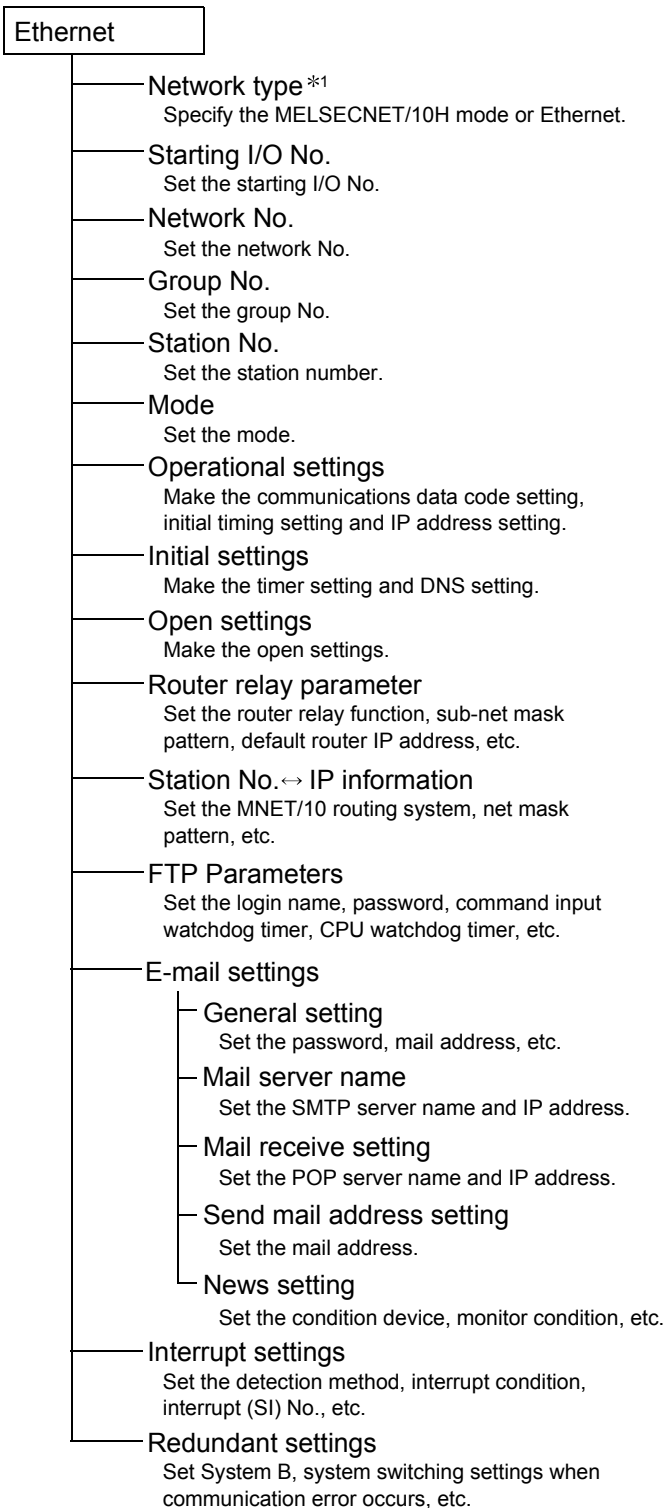 Ethernet
Network type *1
Specify the MELSECNET/10H mode or Ethernet.
Starting I/O No.
Set the starting I/O No.
Network No.
Set the network No.
Group No.
Set the group No.
Station No.
Set the station number.
Mode
Set the mode.
Operational settings
Make the communications data code setting,
initial timing setting and IP address setting.
Initial settings
Make the timer setting and DNS setting.
Open settings
Make the open settings.
Router relay parameter
Set the router relay function, sub-net mask
pattern, default router IP address, etc.
Station No.↔ IP information
Set the MNET/10 routing system, net mask
pattern, etc.
FTP Parameters
Set the login name, password, command input
watchdog timer, CPU watchdog timer, etc.
E-mail settings
General setting
Set the password, mail address, etc.
Mail server name
Set the SMTP server name and IP address.
Mail receive setting
Set the POP server name and IP address.
Send mail address setting
Set the mail address.
News setting
Set the condition device, monitor condition, etc.
Interrupt settings
Set the detection method, interrupt condition,
interrupt (SI) No., etc.
Redundant settings
Set System B, system switching settings when
communication error occurs, etc.